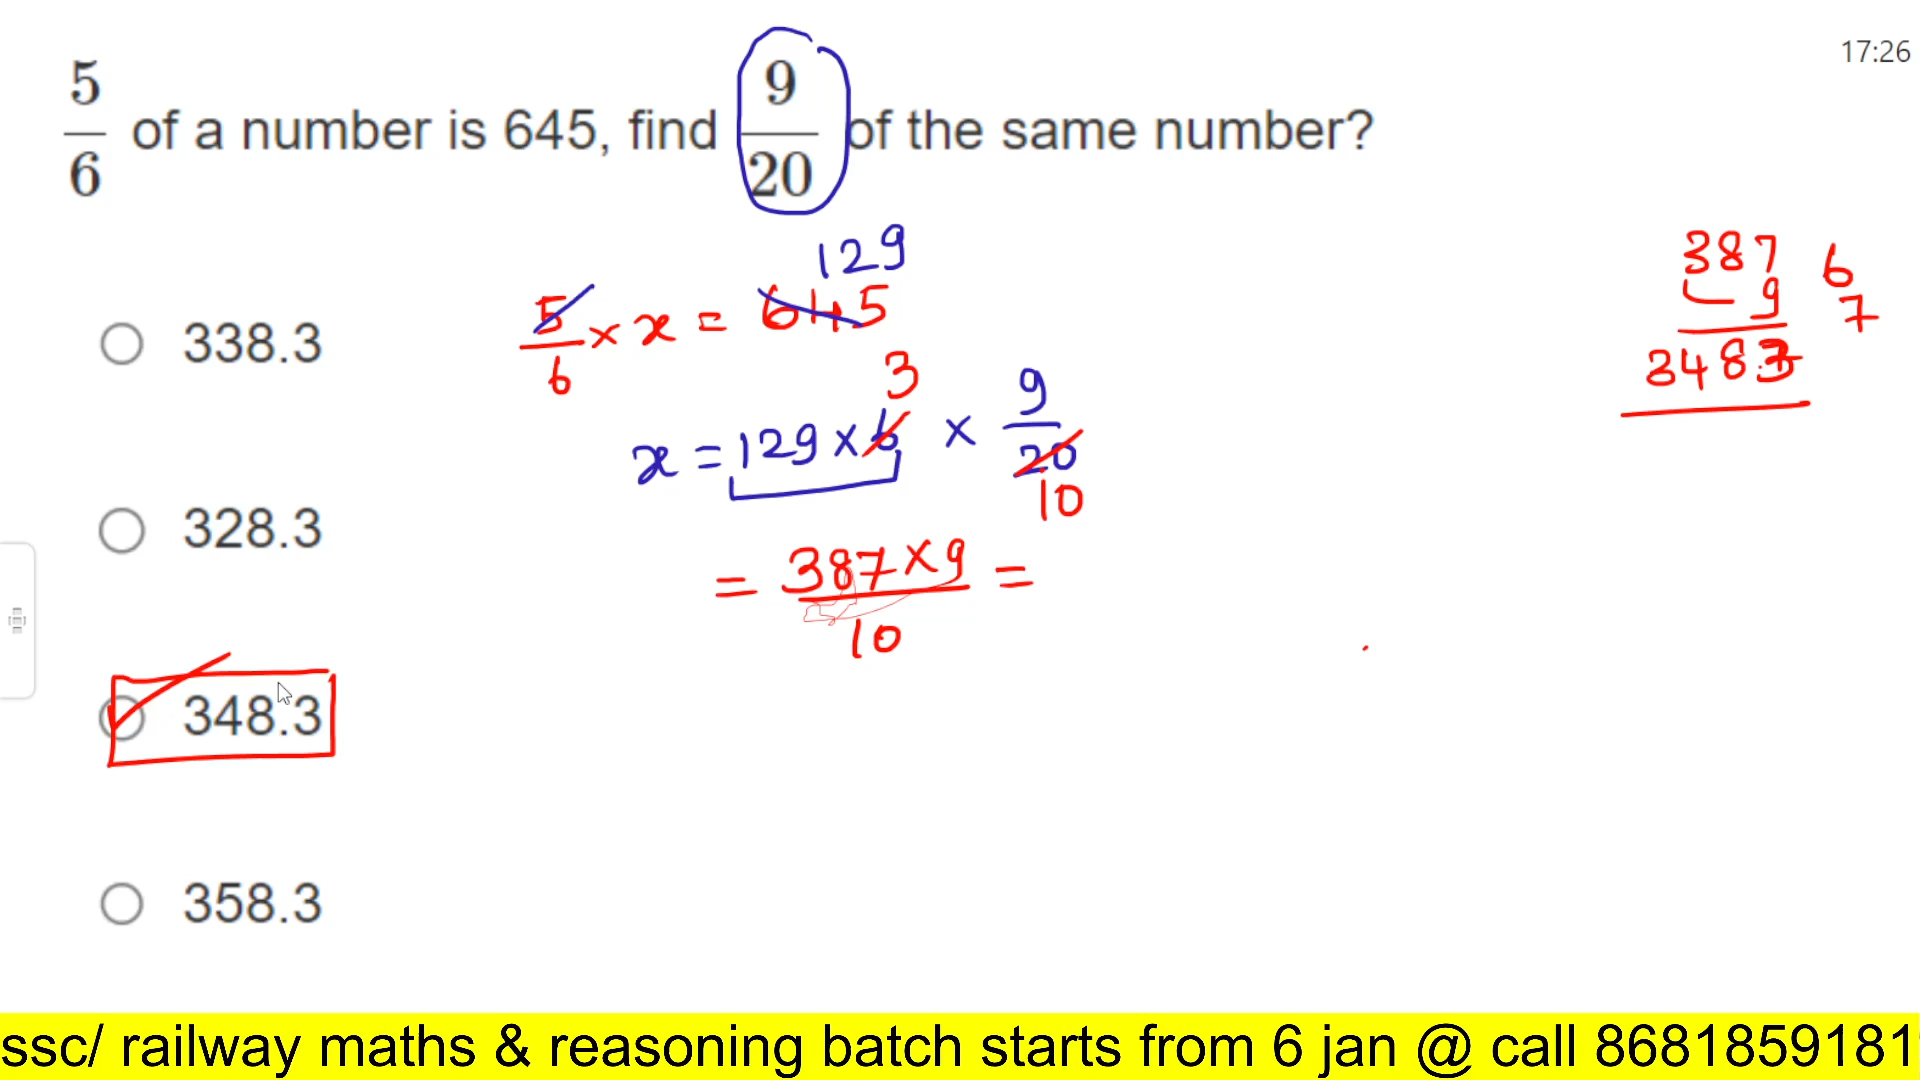 17:26
5/6 of a number is 645, find 9/20 of the same number?
129
5/6 × x = 645
3
x = 129 × 6 × 9/20
10
= 387 × 9 / 10 =
387 6
9 7
3483
338.3
328.3
348.3
358.3
ssc/ railway maths & reasoning batch starts from 6 jan @ call 868185918